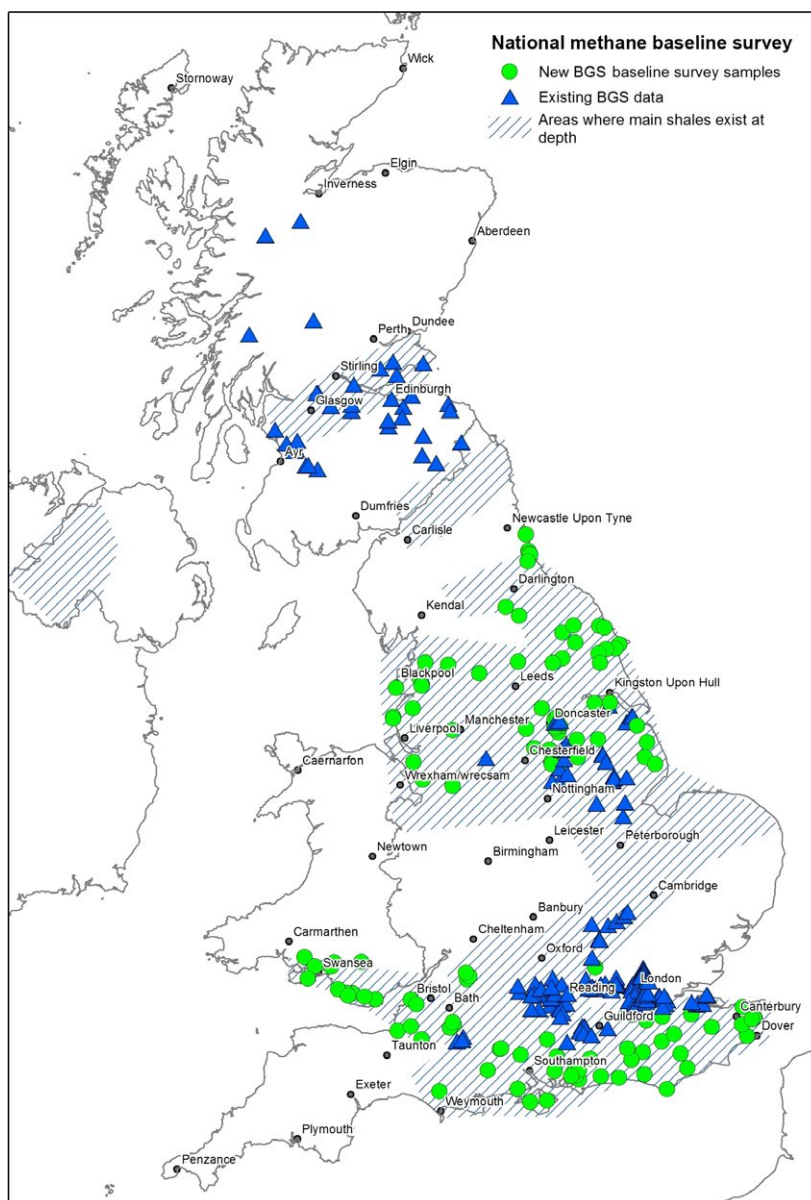 National methane baseline survey
New BGS baseline survey samples
Existing BGS data
Areas where main shales exist at
depth
Wick
Stornoway
Elgin
Inverness
Aberdeen
Dundee
Perth
Stirling
Edinburgh
Glasgow
Ayr
Dumfries
Newcastle Upon Tyne
Carlisle
Darlington
Kendal
Blackpool
Leeds
Kingston Upon Hull
Doncaster
Manchester
Liverpool
Chesterfield
Caernarfon
Wrexham/wrecsam
Nottingham
Leicester
Peterborough
Birmingham
Newtown
Cambridge
Banbury
Cheltenham
Carmarthen
Oxford
Swansea
London
Reading
Bristol
Bath
Canterbury
Guildford
Dover
Taunton
Southampton
Exeter
Weymouth
Plymouth
Penzance